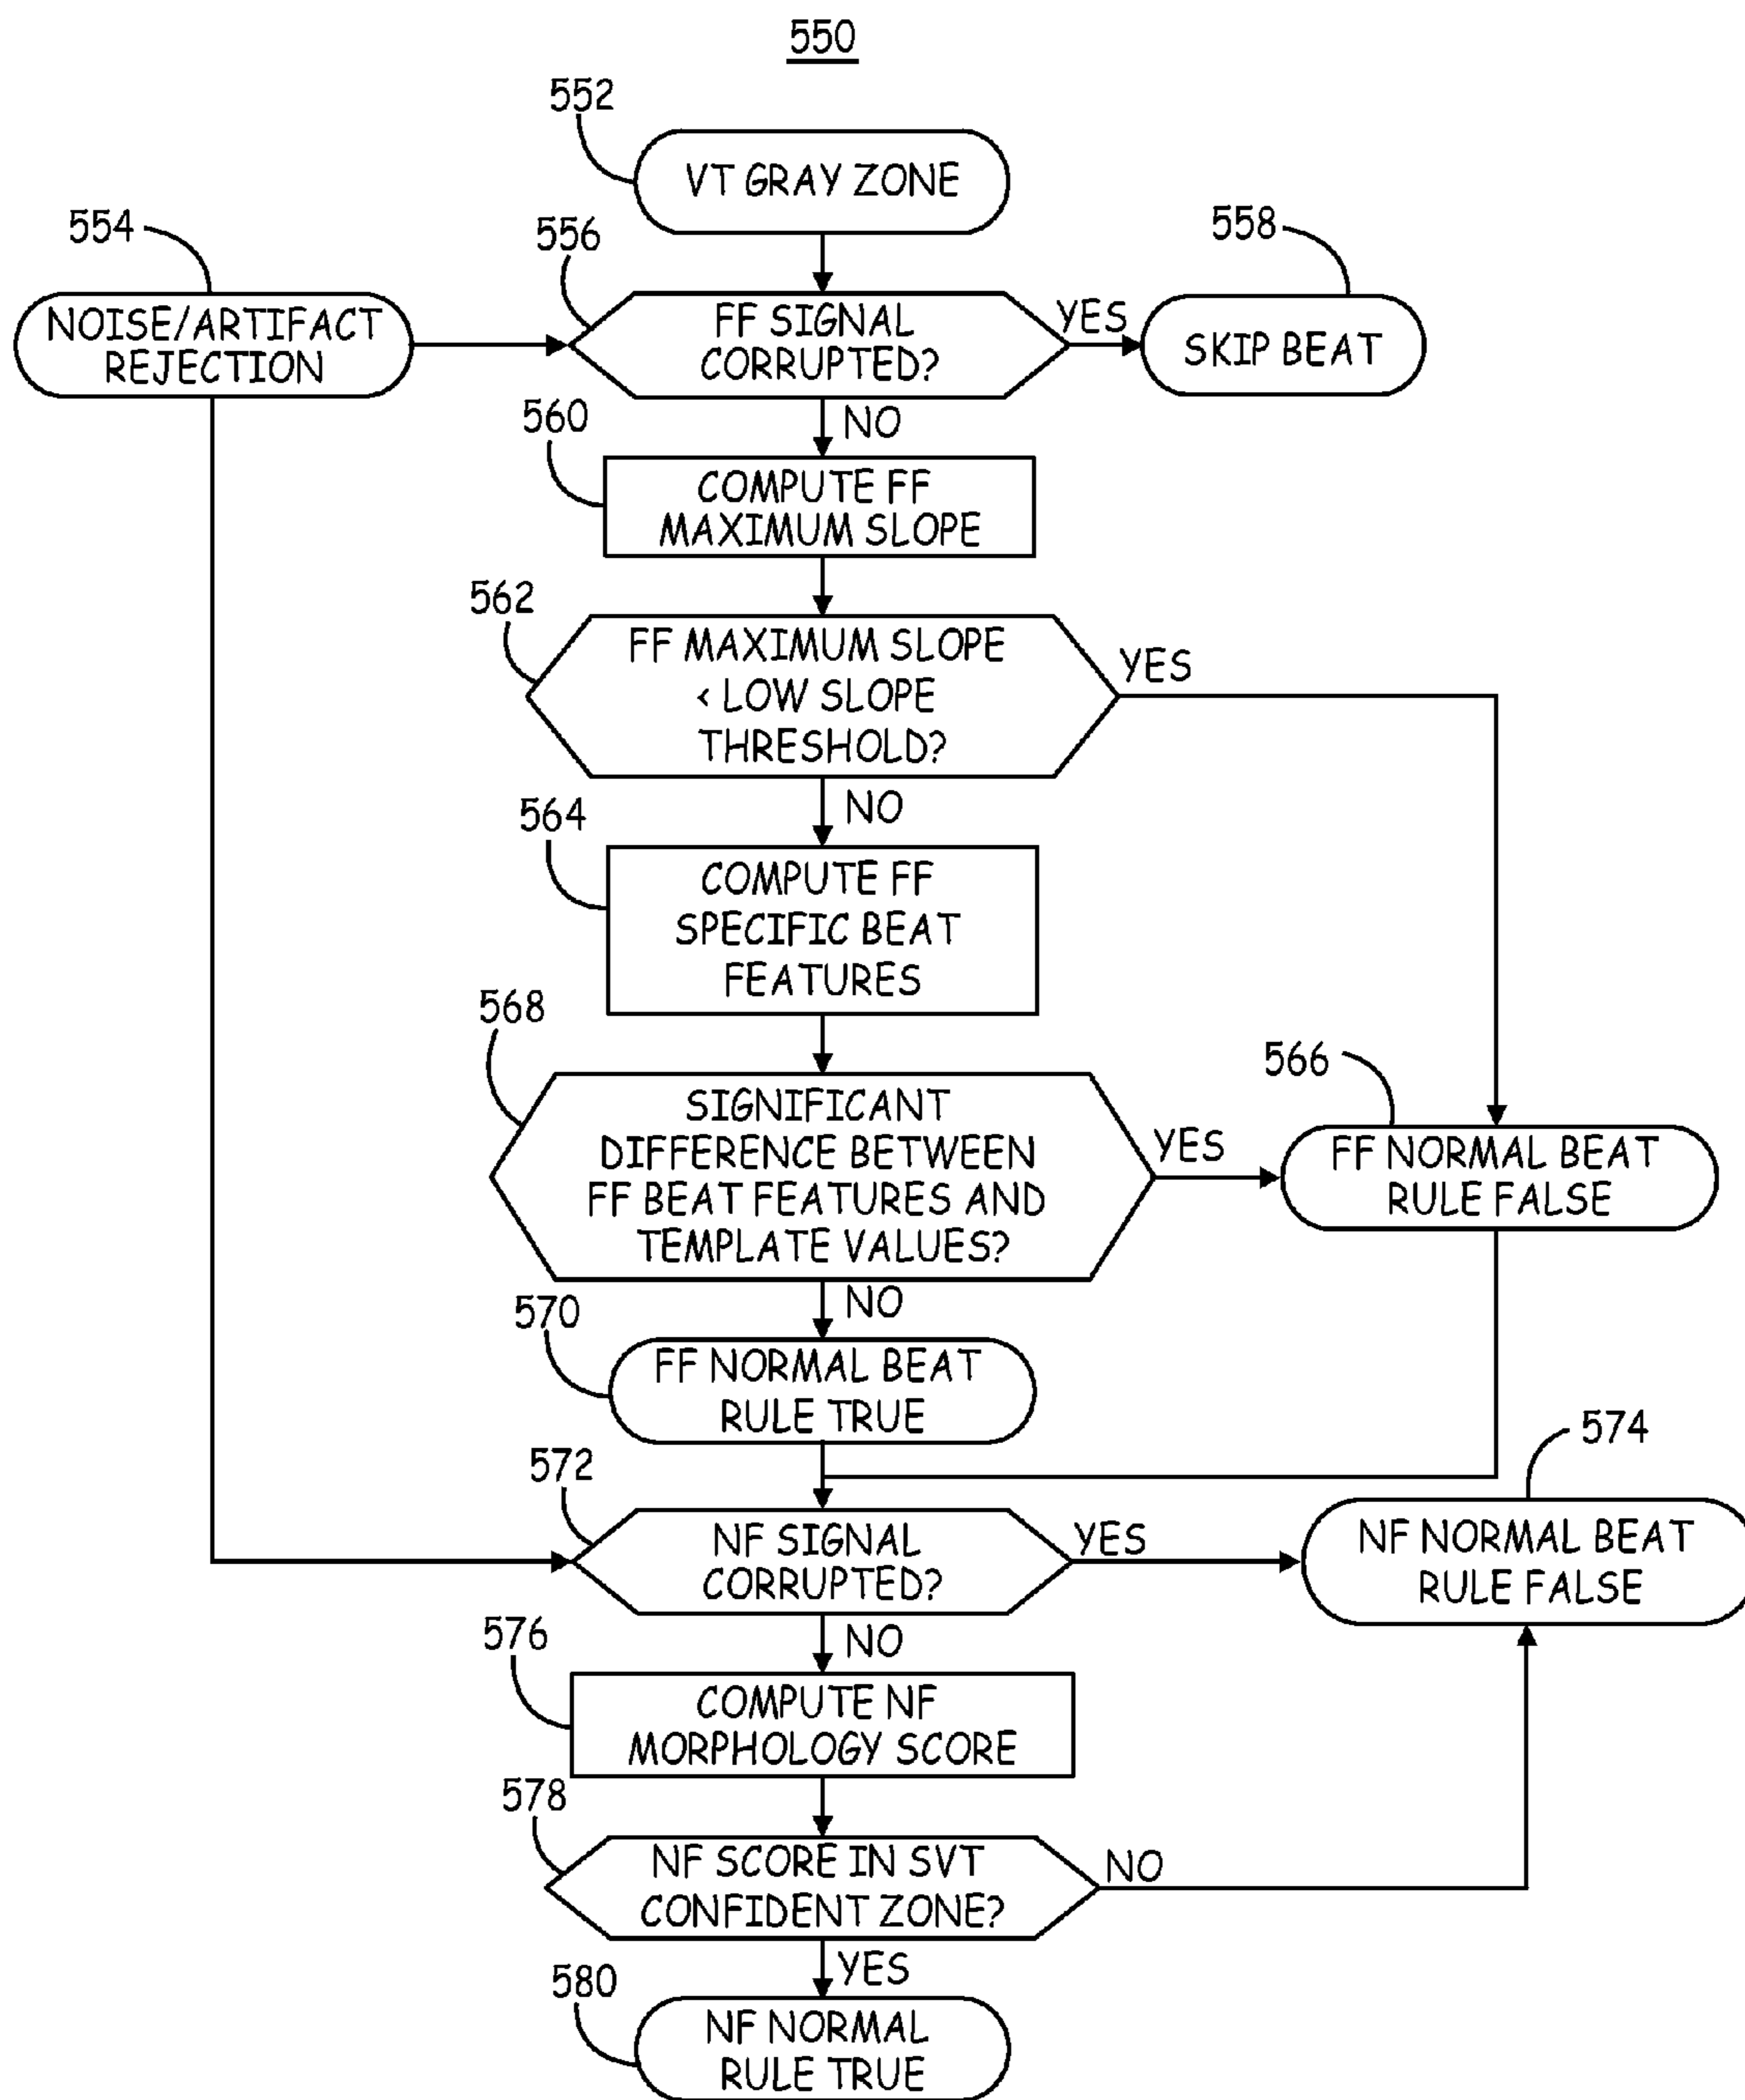 550
552
VT GRAY ZONE
554
NOISE/ARTIFACT
REJECTION
556
FF SIGNAL
CORRUPTED?
YES
558
SKIP BEAT
NO
560
COMPUTE FF
MAXIMUM SLOPE
562
FF MAXIMUM SLOPE
< LOW SLOPE
THRESHOLD?
YES
NO
564
COMPUTE FF
SPECIFIC BEAT
FEATURES
568
SIGNIFICANT
DIFFERENCE BETWEEN
FF BEAT FEATURES AND
TEMPLATE VALUES?
YES
566
FF NORMAL BEAT
RULE FALSE
NO
570
FF NORMAL BEAT
RULE TRUE
572
NF SIGNAL
CORRUPTED?
YES
574
NF NORMAL BEAT
RULE FALSE
NO
576
COMPUTE NF
MORPHOLOGY SCORE
578
NF SCORE IN SVT
CONFIDENT ZONE?
NO
YES
580
NF NORMAL
RULE TRUE